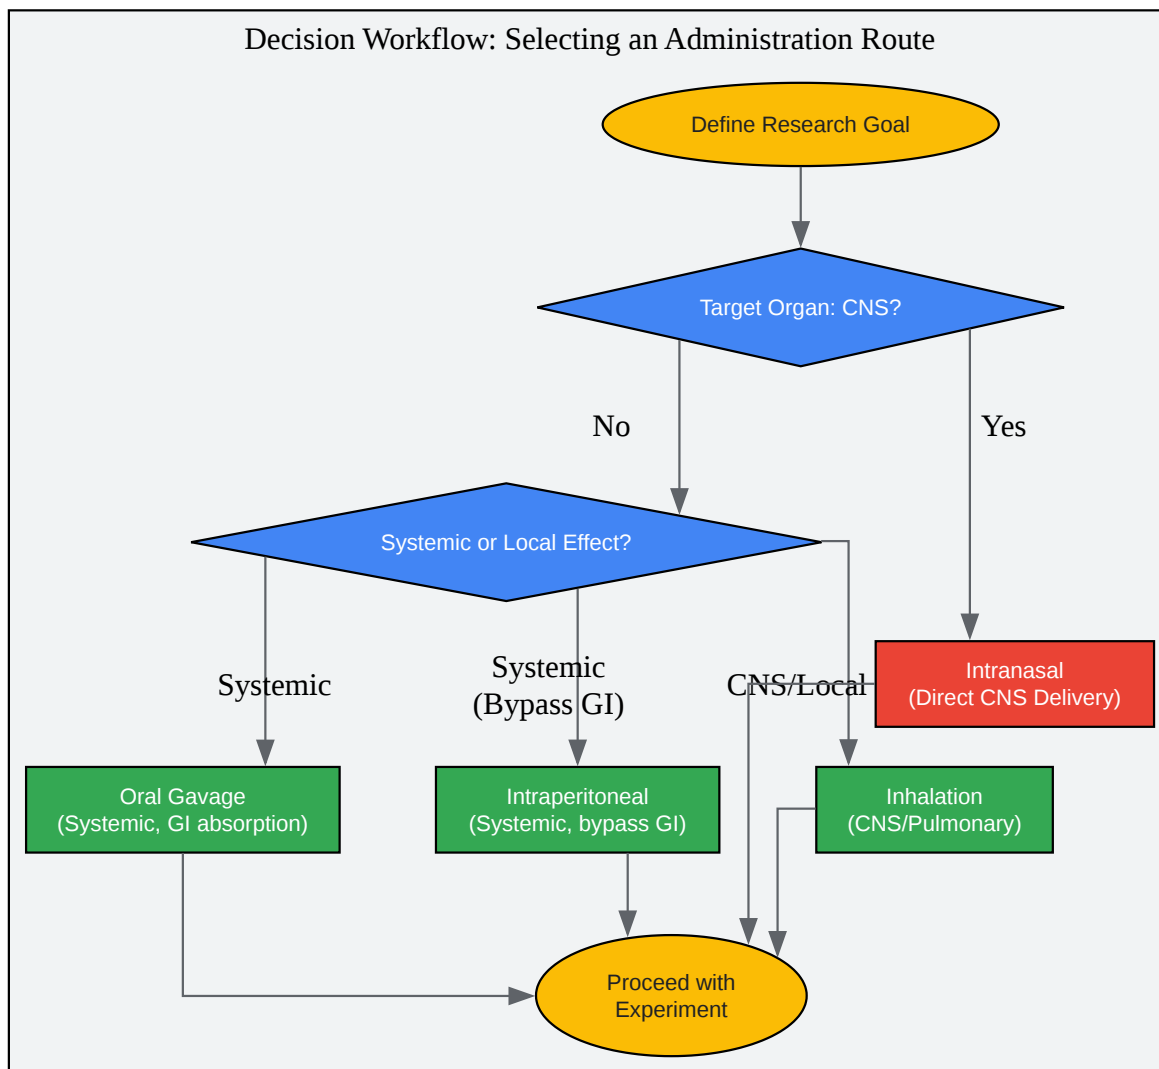 Decision Workflow: Selecting an Administration Route
Define Research Goal
Target Organ: CNS?
No
Yes
Systemic or Local Effect?
Systemic
Systemic
(Bypass GI)
CNS/Local
Intranasal
(Direct CNS Delivery)
Oral Gavage
(Systemic, GI absorption)
Intraperitoneal
(Systemic, bypass GI)
Inhalation
(CNS/Pulmonary)
Proceed with
Experiment